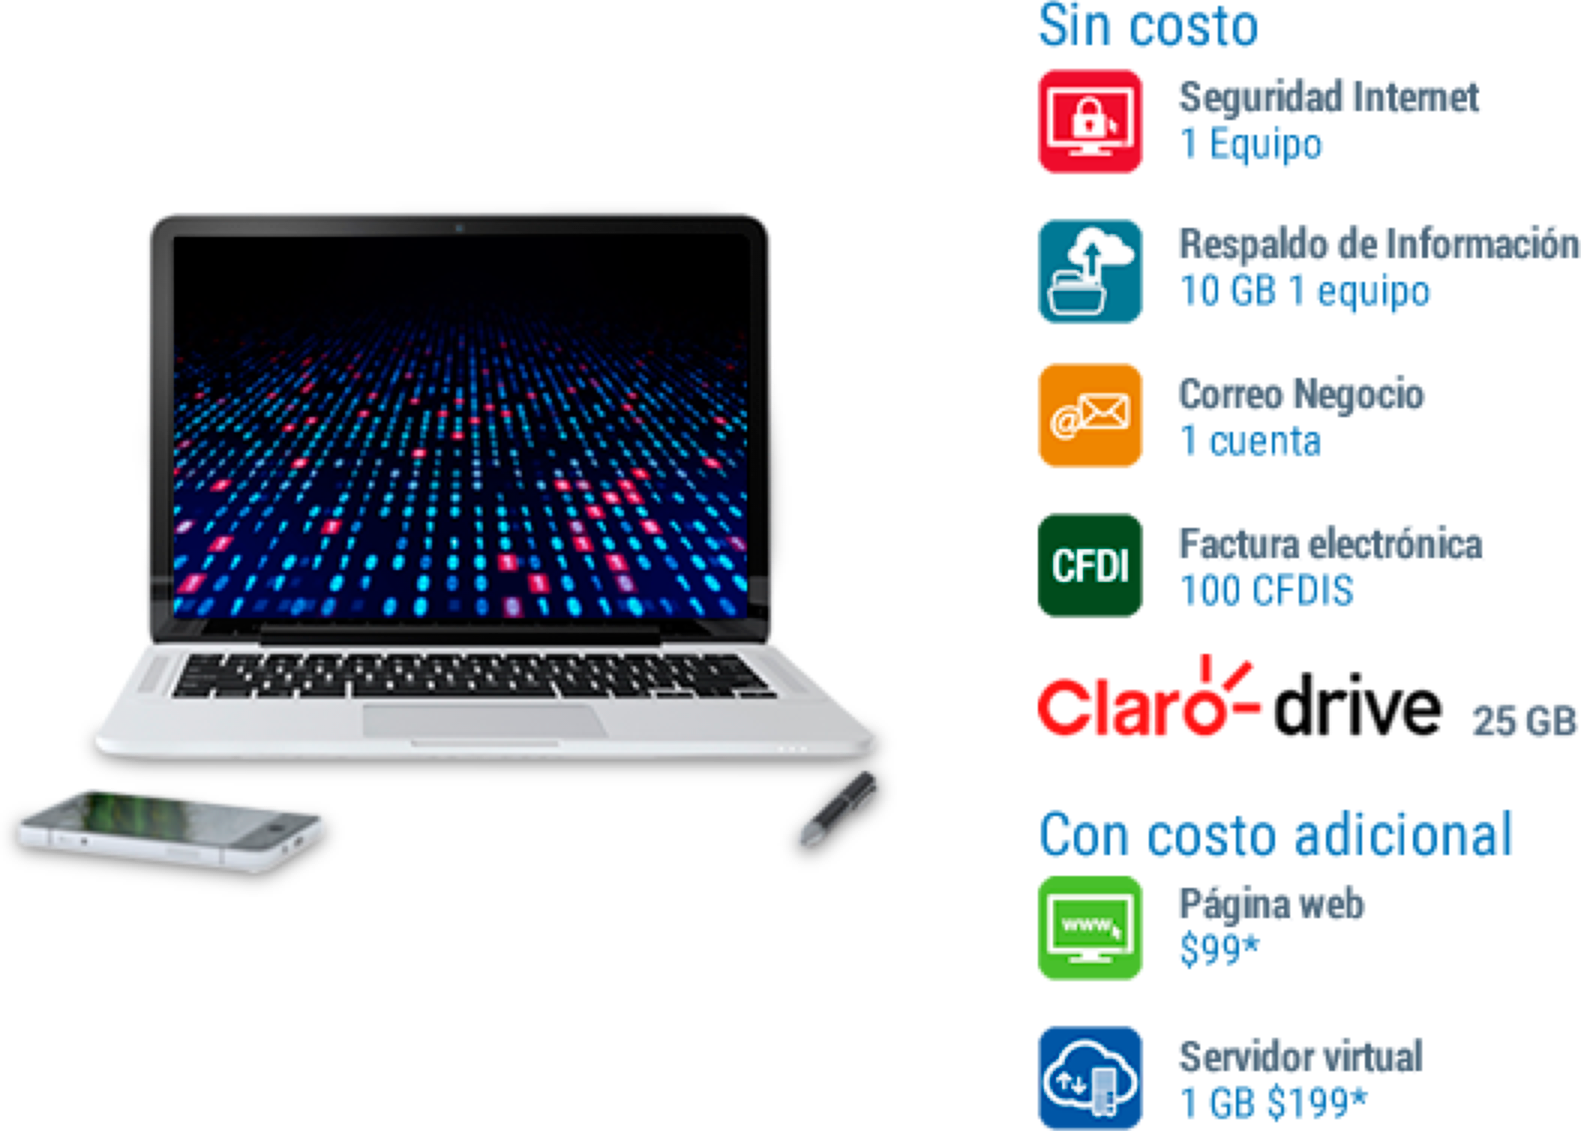 Sin costo
Seguridad Internet
1 Equipo
Respaldo de Información
10 GB 1 equipo
@
Correo Negocio
1 cuenta
CFDI
Factura electrónica
100 CFDIS
Claro-drive 25 GB
Con costo adicional
www
Página web
$99*
Servidor virtual
1 GB $199*